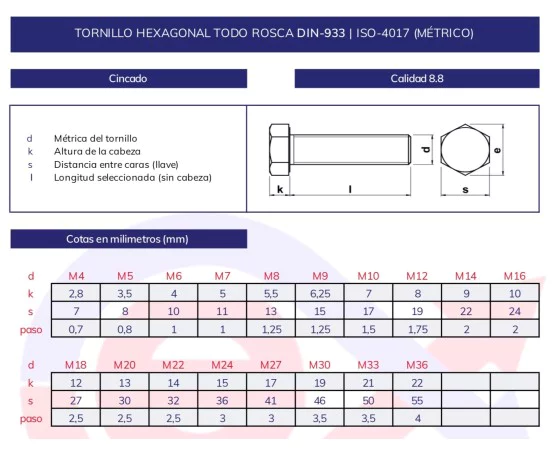 TORNILLO HEXAGONAL TODO ROSCA DIN-933 | ISO-4017 (MÉTRICO)
Cincado
Calidad 8.8
d Métrica del tornillo
k Altura de la cabeza
s Distancia entre caras (llave)
l Longitud seleccionada (sin cabeza)
k l d s e
Cotas en milimetros (mm)
d M4 M5 M6 M7 M8 M9 M10 M12 M14 M16
k 2,8 3,5 4 5 5,5 6,25 7 8 9 10
s 7 8 10 11 13 15 17 19 22 24
paso 0,7 0,8 1 1 1,25 1,25 1,5 1,75 2 2
d M18 M20 M22 M24 M27 M30 M33 M36
k 12 13 14 15 17 19 21 22
s 27 30 32 36 41 46 50 55
paso 2,5 2,5 2,5 3 3 3,5 3,5 4